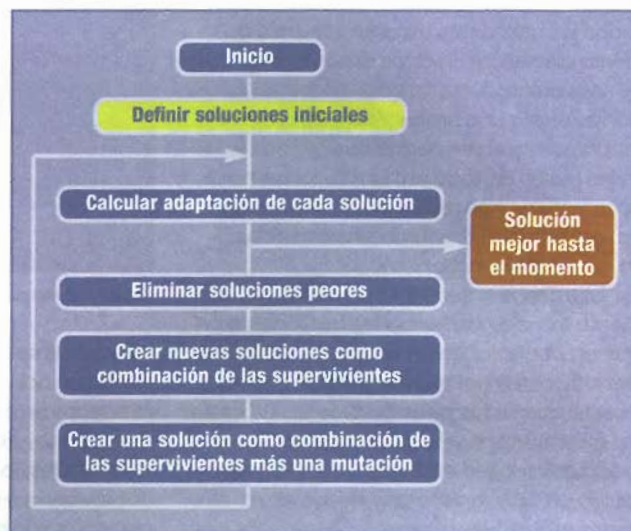 Inicio
Definir soluciones iniciales
Calcular adaptación de cada solución
Solución
mejor hasta
el momento
Eliminar soluciones peores
Crear nuevas soluciones como
combinación de las supervivientes
Crear una solución como combinación de
las supervivientes más una mutación